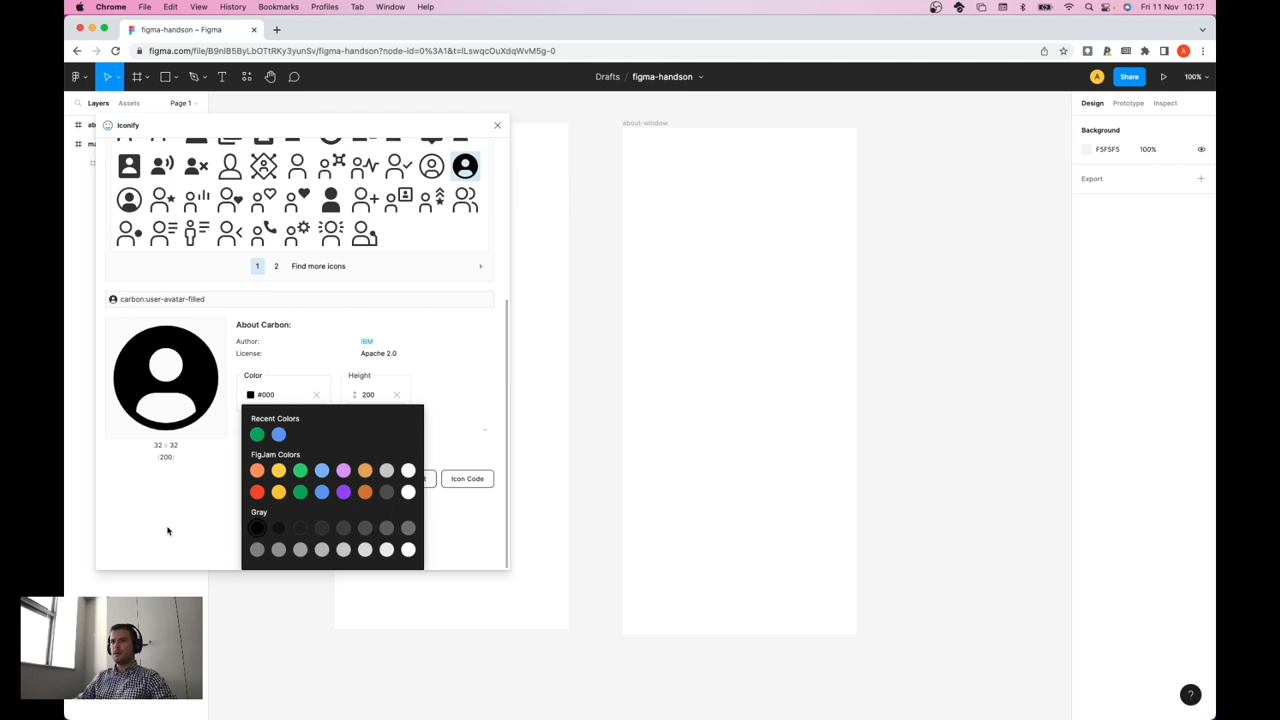 Chrome File Edit View History Bookmarks Profiles Tab Window Help Fri 11 Nov 10:17
figma-handson – Figma
figma.com/file/B9nIB5ByLbOTtRKy3yunSv/figma-handson?node-id=0%3A1&t=ILswqcOuXdqWvM5g-0
A
Drafts / figma-handson A Share 100%
Layers Assets Page 1
Design Prototype Inspect
ab
Iconify
about-window
Background
ma
F5F5F5 100%
Export
1 2 Find more icons
carbon:user-avatar-filled
About Carbon:
Author: IBM
License: Apache 2.0
Color Height
#000 200
Recent Colors
32 × 32
(200)
FigJam Colors
t Icon Code
Gray
?